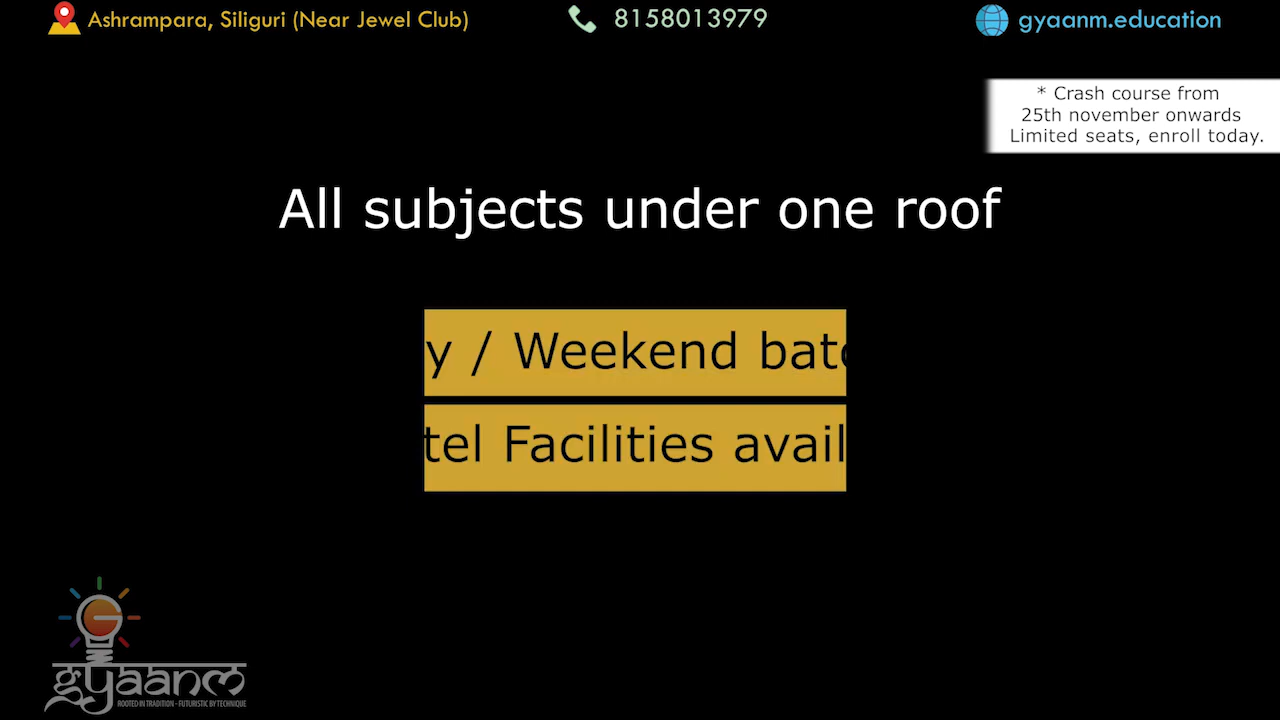 Ashrampara, Siliguri (Near Jewel Club)
8158013979
gyaanm.education
* Crash course from
25th november onwards
Limited seats, enroll today.
All subjects under one roof
y / Weekend batc
tel Facilities avail
gyaanm
ROOTED IN TRADITION - FUTURISTIC BY TECHNIQUE